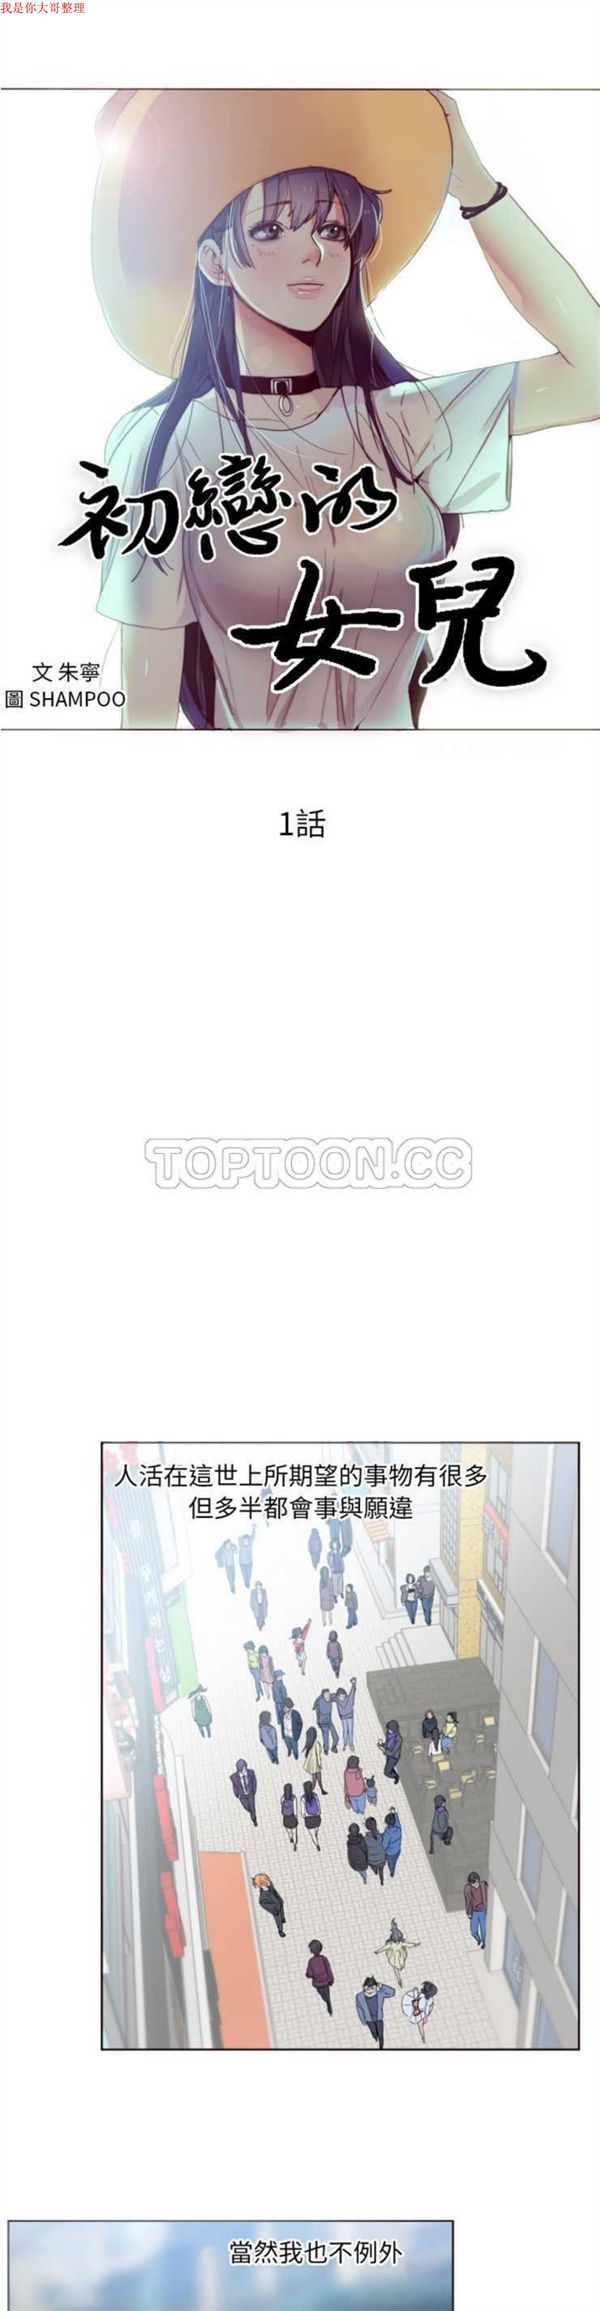 我是你大哥整理
初戀的
女兒
文 朱寧
圖 SHAMPOO
1話
TOPTOON.CC
人活在這世上所期望的事物有很多
但多半都會事與願違
當然我也不例外